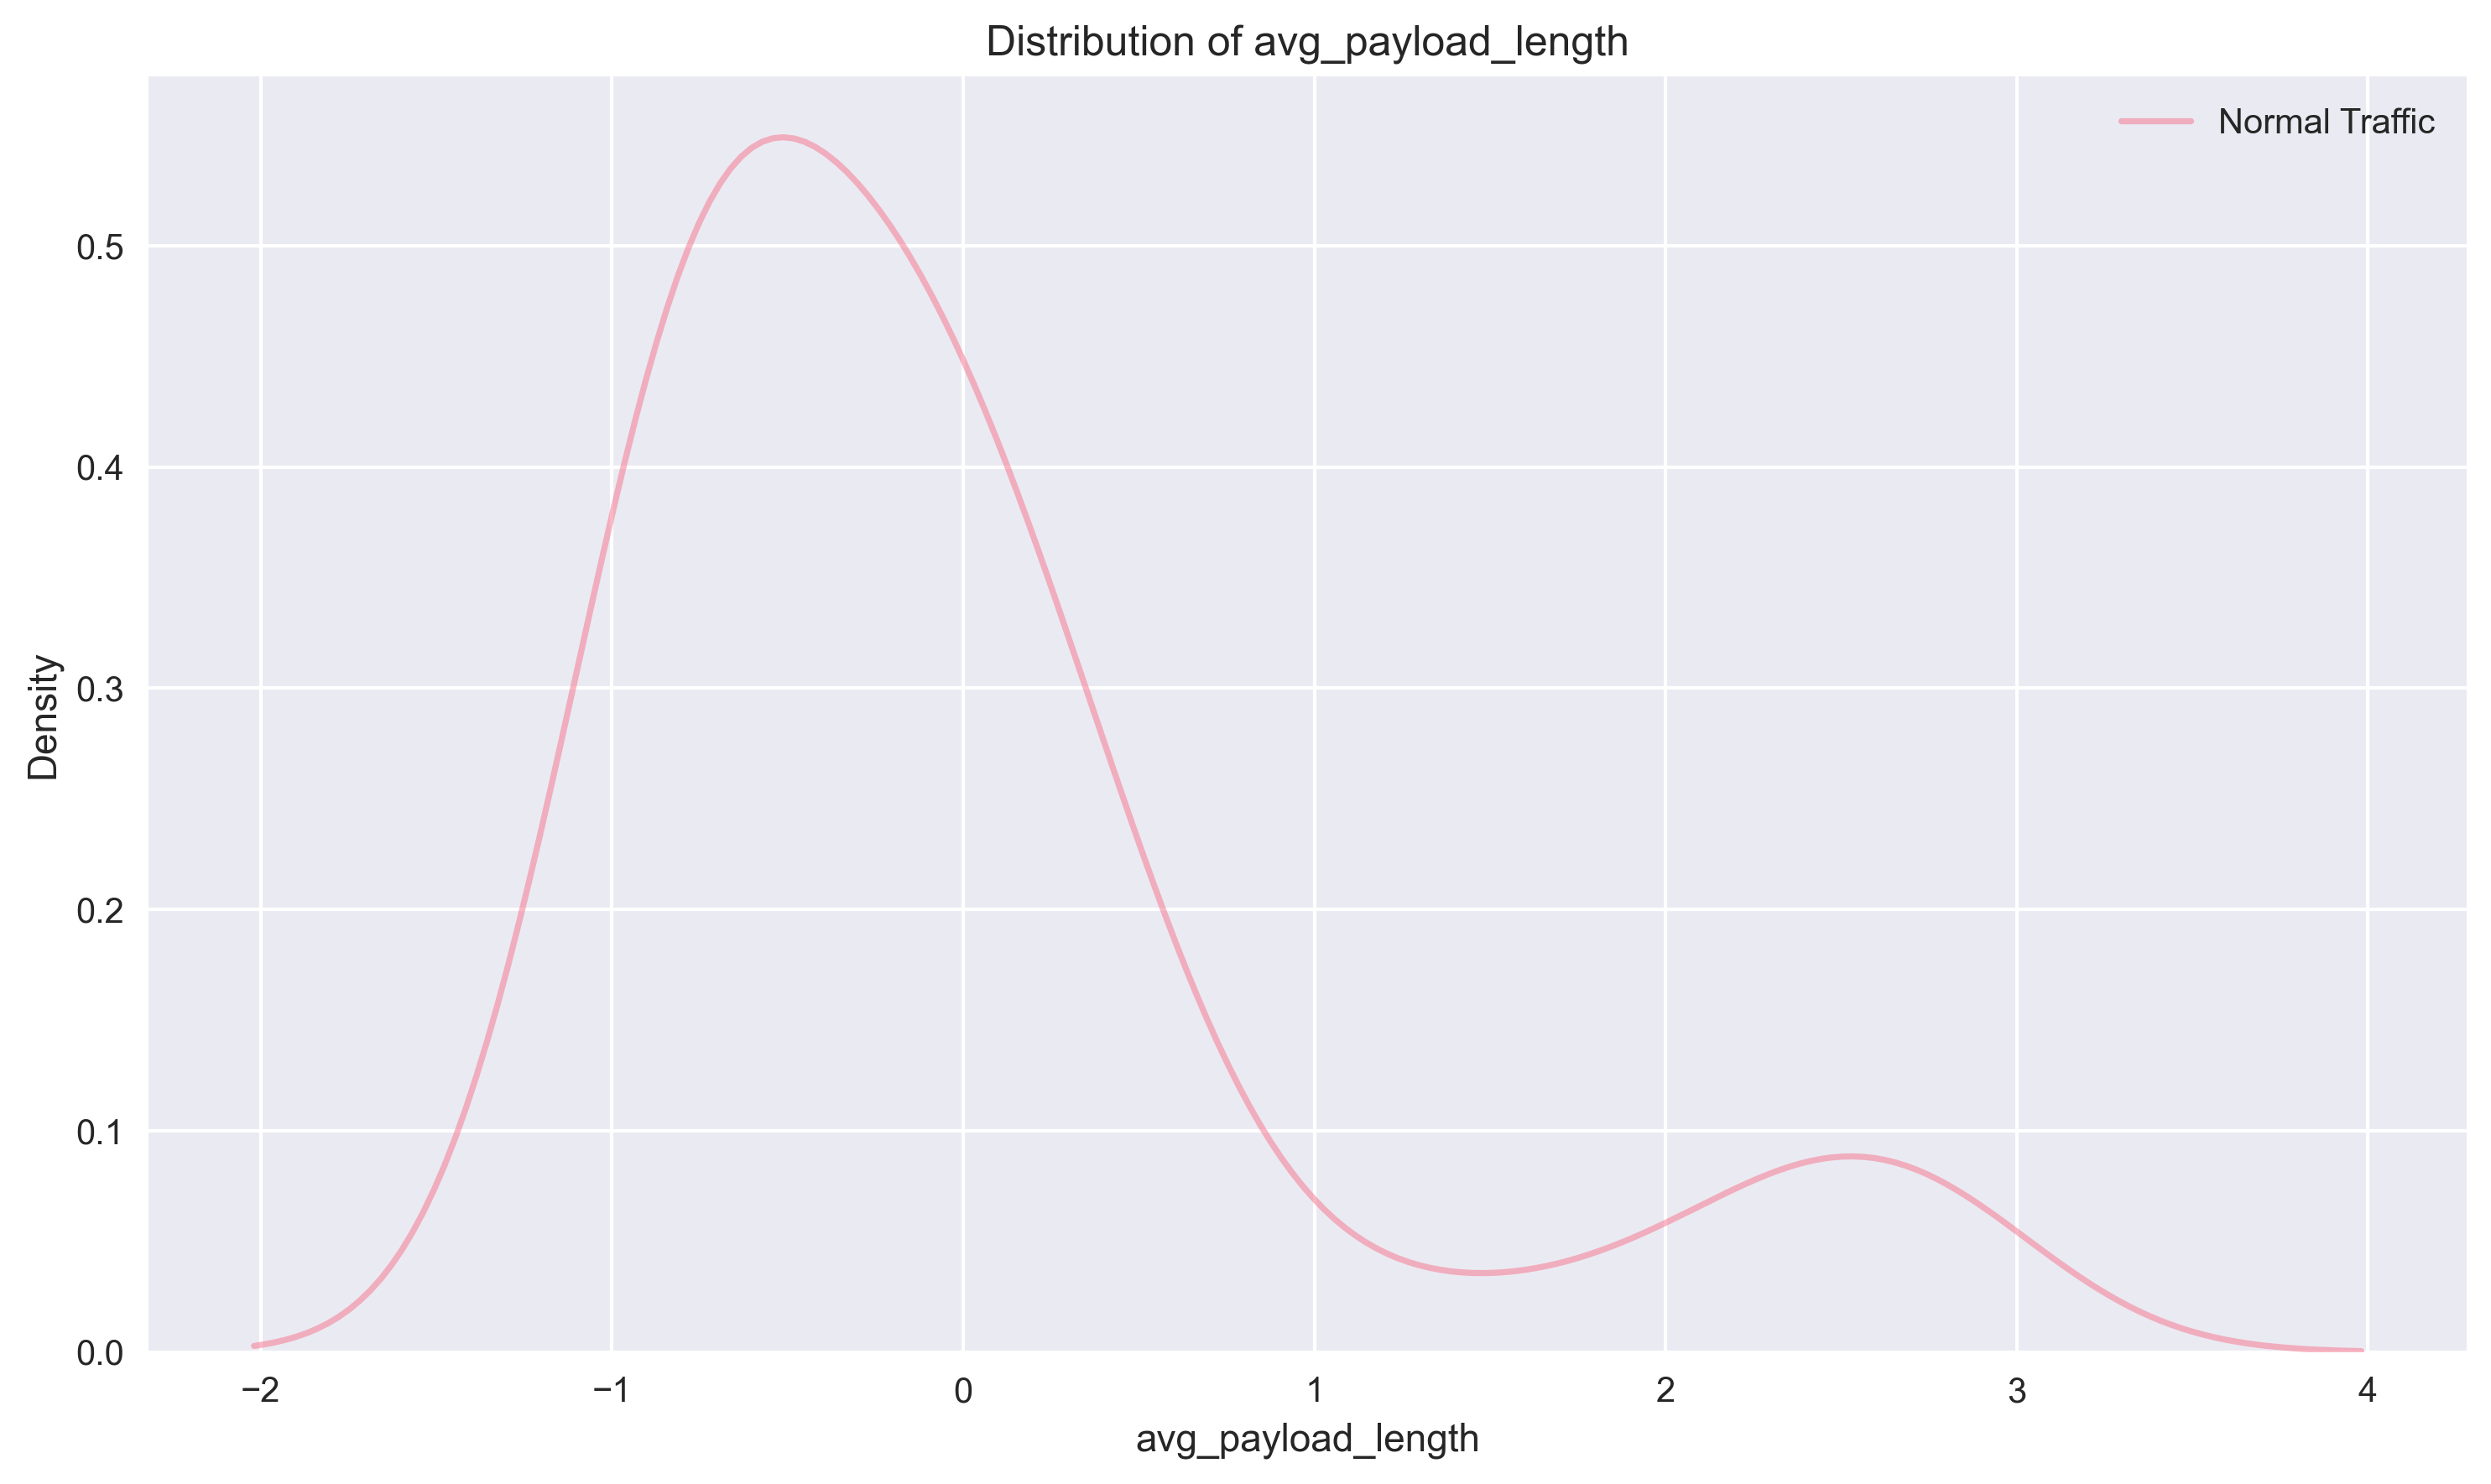 Distribution of avg_payload_length
Normal Traffic
Density
0.5
0.4
0.3
0.2
0.1
0.0
−2 −1 0 1 2 3 4
avg_payload_length